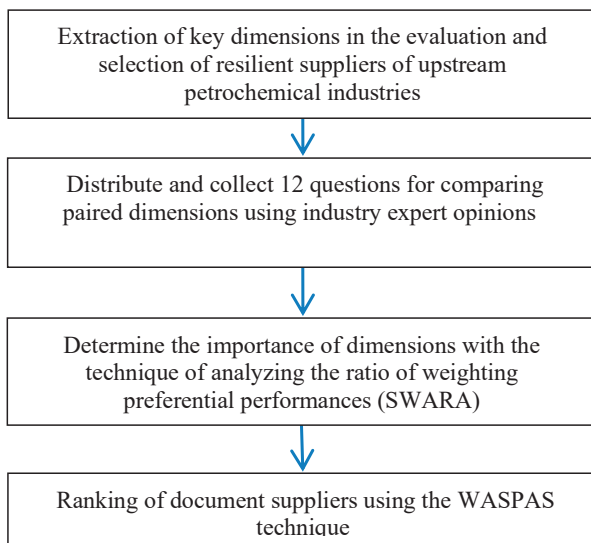 Extraction of key dimensions in the evaluation and
selection of resilient suppliers of upstream
petrochemical industries
Distribute and collect 12 questions for comparing
paired dimensions using industry expert opinions
Determine the importance of dimensions with the
technique of analyzing the ratio of weighting
preferential performances (SWARA)
Ranking of document suppliers using the WASPAS
technique